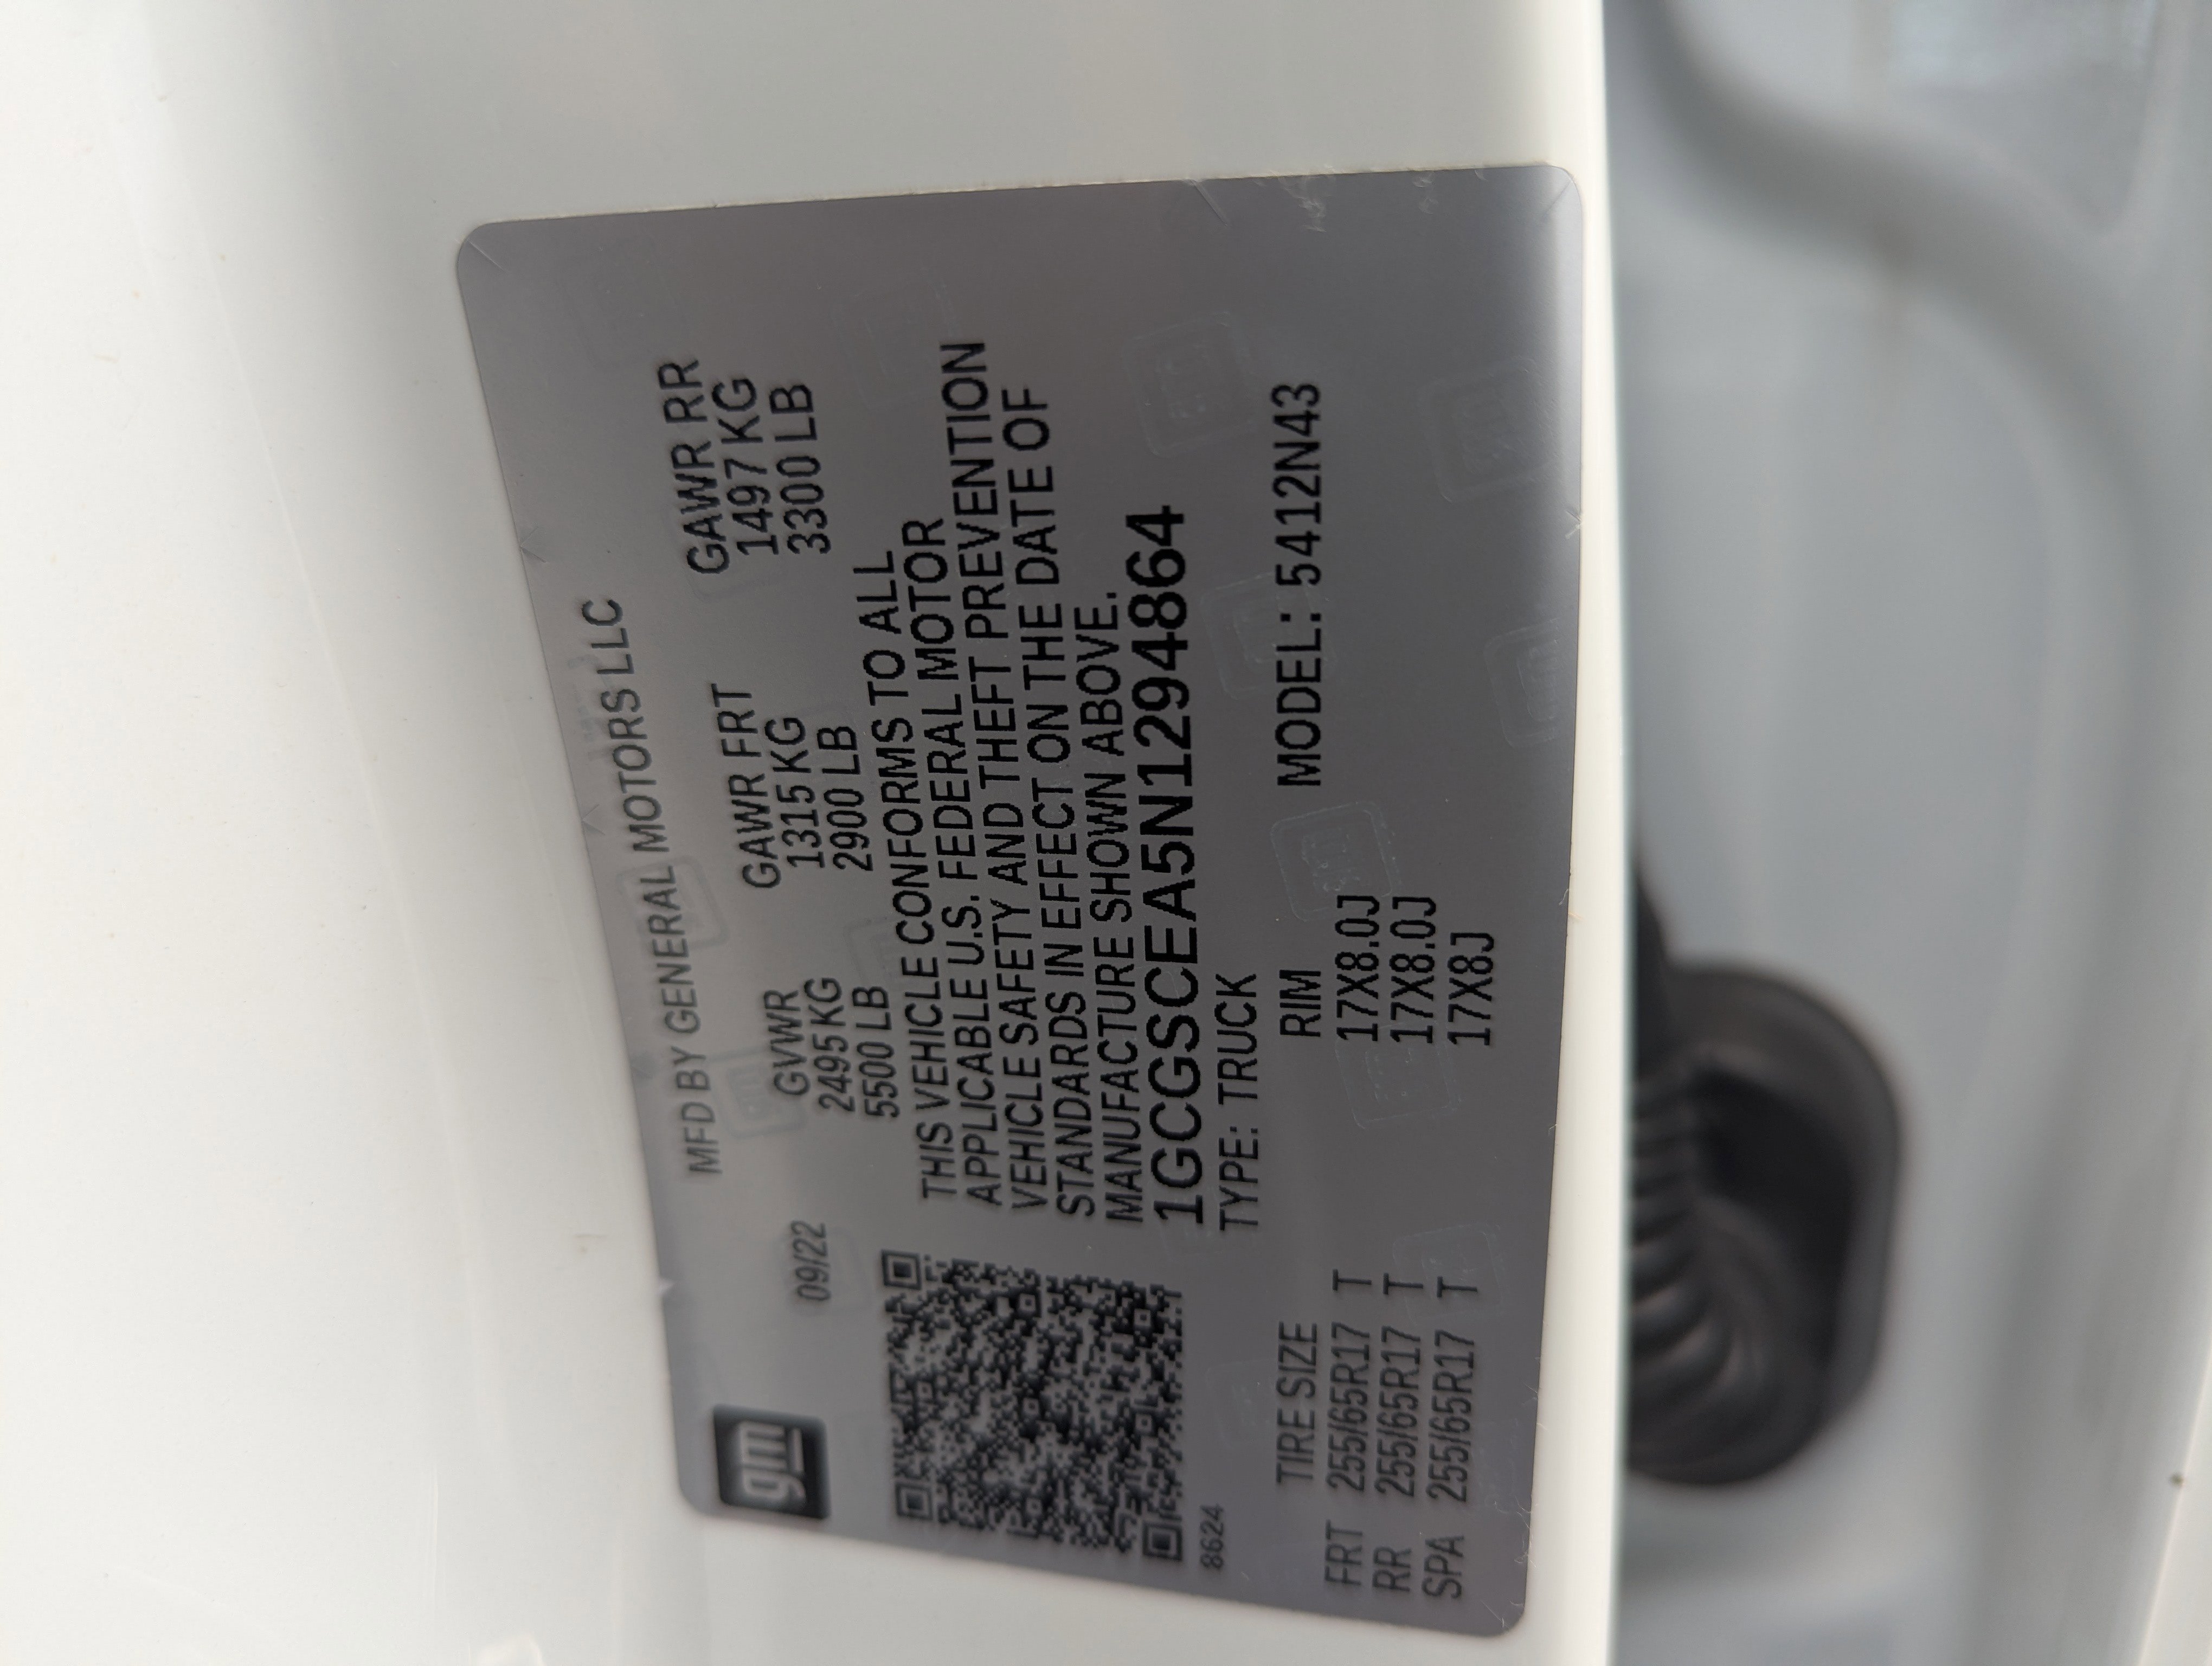 gm
MFD BY GENERAL MOTORS LLC
09/22
GVWR GAWR FRT GAWR RR
2495 KG 1315 KG 1497 KG
5500 LB 2900 LB 3300 LB
THIS VEHICLE CONFORMS TO ALL
APPLICABLE U.S. FEDERAL MOTOR
VEHICLE SAFETY AND THEFT PREVENTION
STANDARDS IN EFFECT ON THE DATE OF
MANUFACTURE SHOWN ABOVE.
1GCGSCEA5N1294864
8624
TYPE: TRUCK MODEL: 5412N43
TIRE SIZE RIM
FRT 255/65R17 T 17X8.0J
RR 255/65R17 T 17X8.0J
SPA 255/65R17 T 17X8J